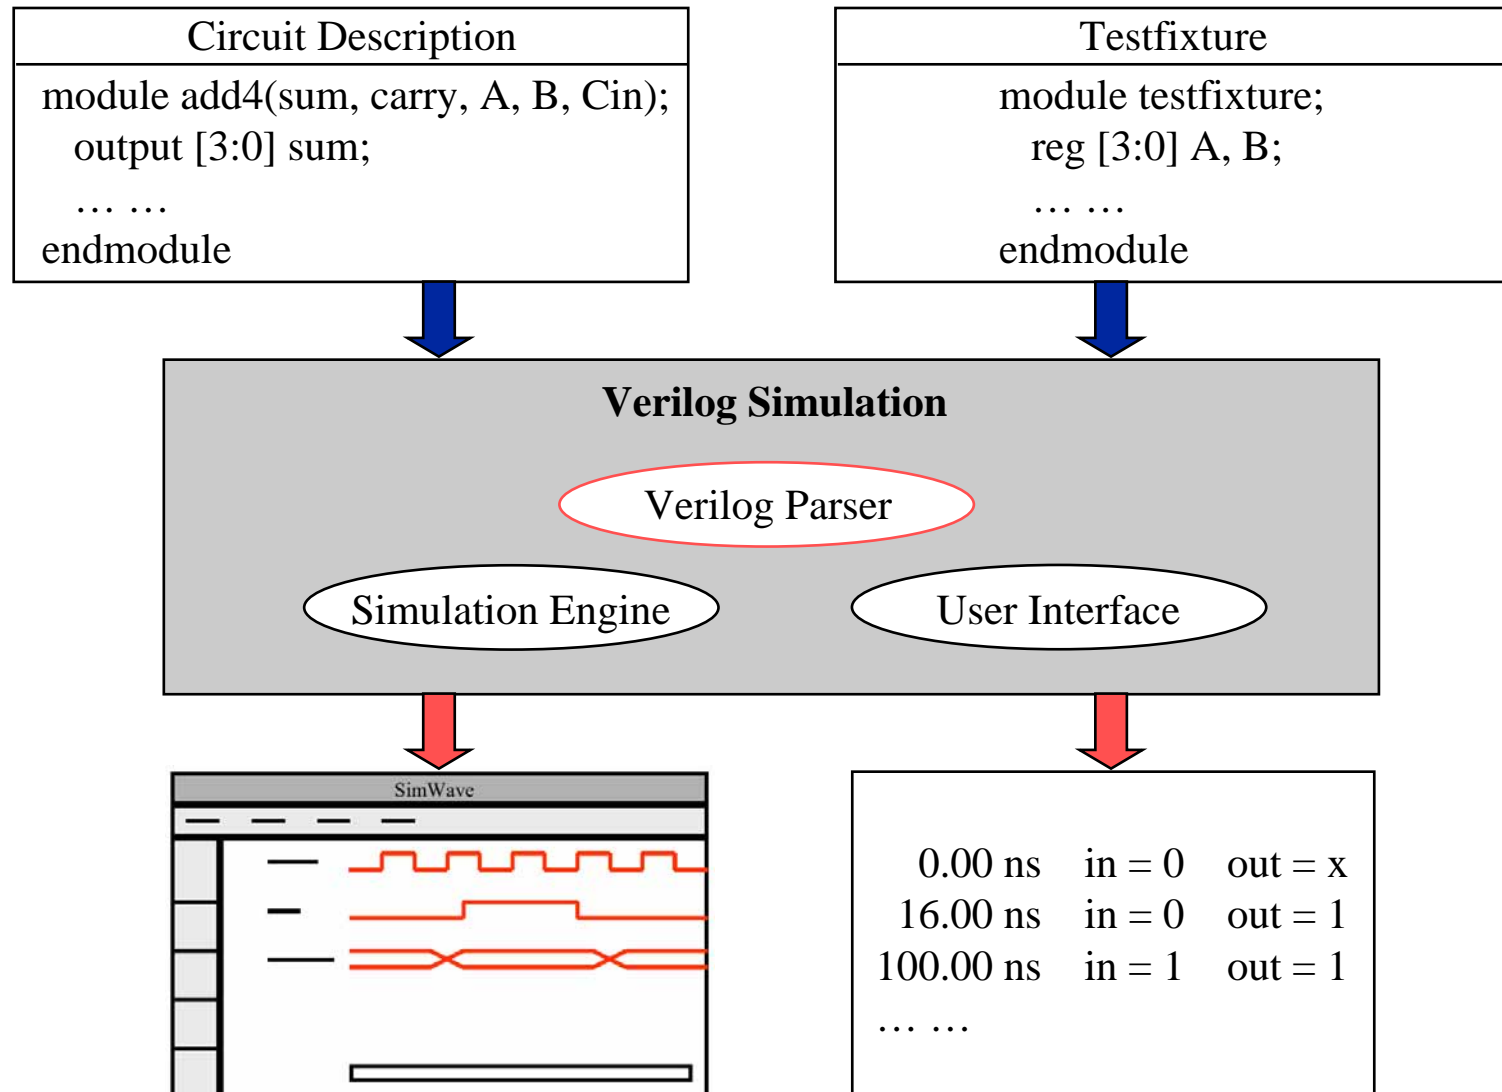 Circuit Description
module add4(sum, carry, A, B, Cin);
output [3:0] sum;
… …
endmodule
Testfixture
module testfixture;
reg [3:0] A, B;
… …
endmodule
Verilog Simulation
Verilog Parser
Simulation Engine
User Interface
SimWave
0.00 ns in = 0 out = x
16.00 ns in = 0 out = 1
100.00 ns in = 1 out = 1
… …